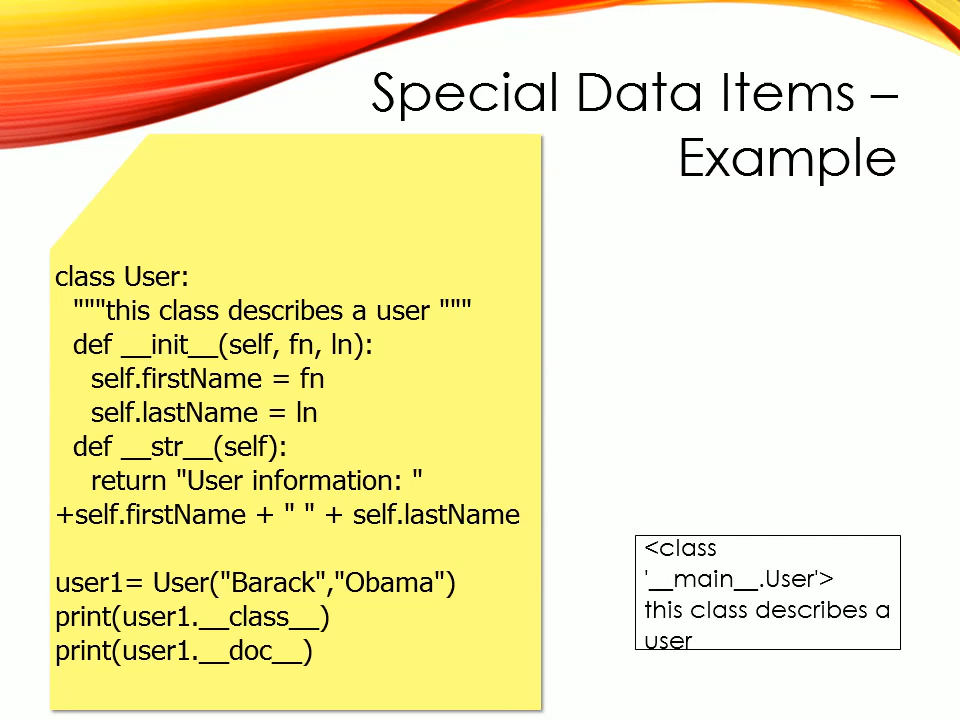 Special Data Items –
Example
class User:
"""this class describes a user """
def __init__(self, fn, ln):
self.firstName = fn
self.lastName = ln
def __str__(self):
return "User information: "
+self.firstName + " " + self.lastName
user1= User("Barack","Obama")
print(user1.__class__)
print(user1.__doc__)
<class
'__main__.User'>
this class describes a
user